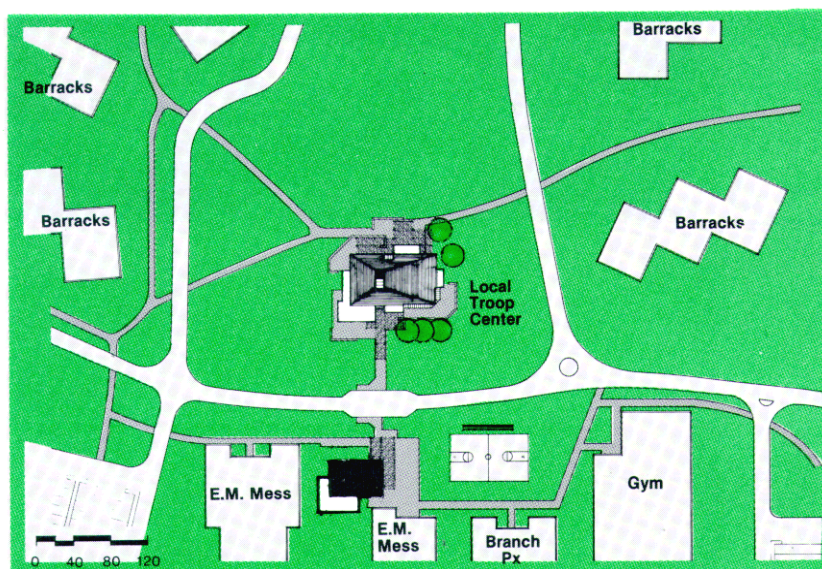 Barracks
Barracks
Barracks
Barracks
Local
Troop
Center
E.M. Mess
E.M.
Mess
Branch
Px
Gym
0 40 80 120